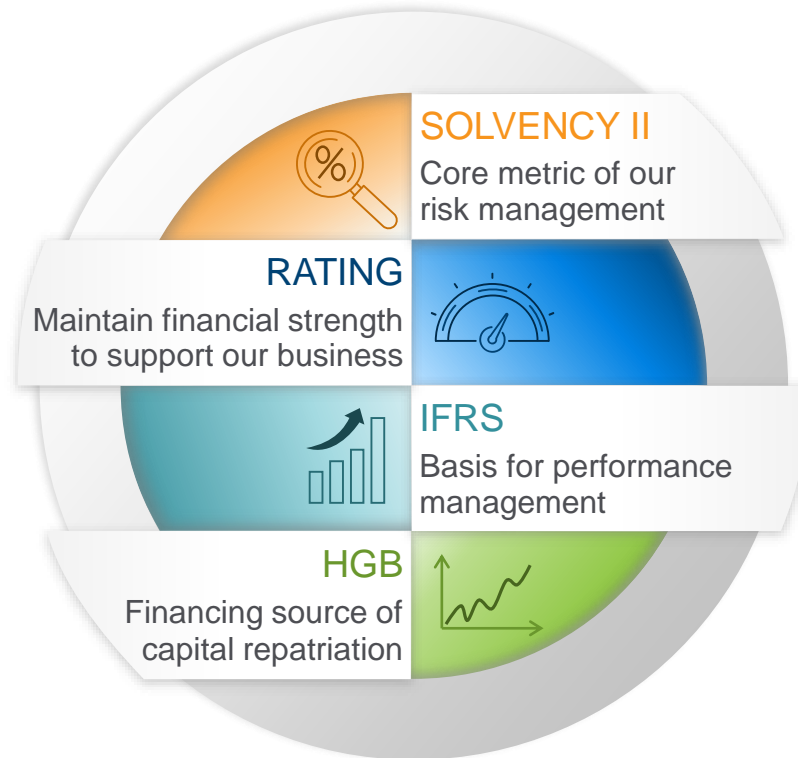 %
SOLVENCY II
Core metric of our
risk management
RATING
Maintain financial strength
to support our business
IFRS
Basis for performance
management
HGB
Financing source of
capital repatriation